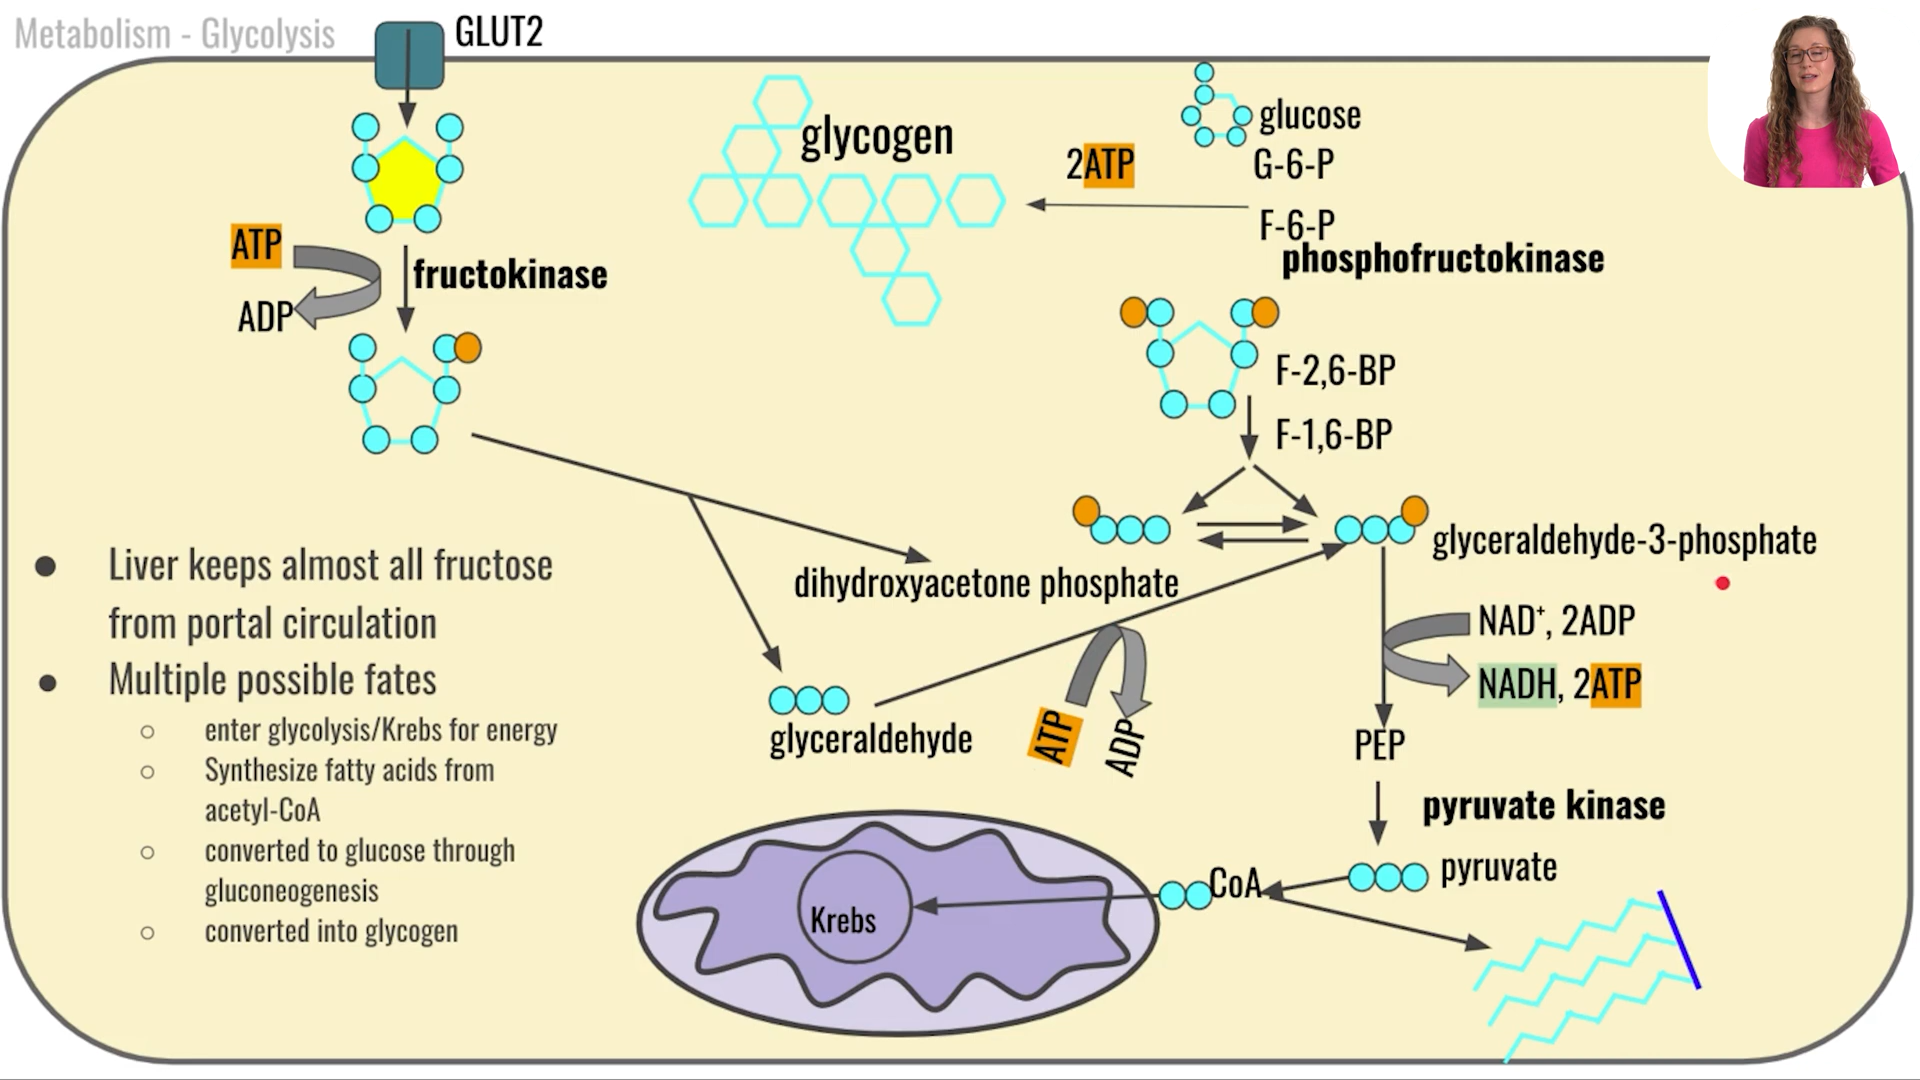 Metabolism - Glycolysis
GLUT2
glycogen
glucose
2ATP
G-6-P
F-6-P
phosphofructokinase
ATP
fructokinase
ADP
F-2,6-BP
F-1,6-BP
glyceraldehyde-3-phosphate
dihydroxyacetone phosphate
● Liver keeps almost all fructose
from portal circulation
● Multiple possible fates
○ enter glycolysis/Krebs for energy
○ Synthesize fatty acids from
acetyl-CoA
○ converted to glucose through
gluconeogenesis
○ converted into glycogen
NAD⁺, 2ADP
NADH, 2ATP
glyceraldehyde
ATP
ADP
PEP
pyruvate kinase
pyruvate
CoA
Krebs